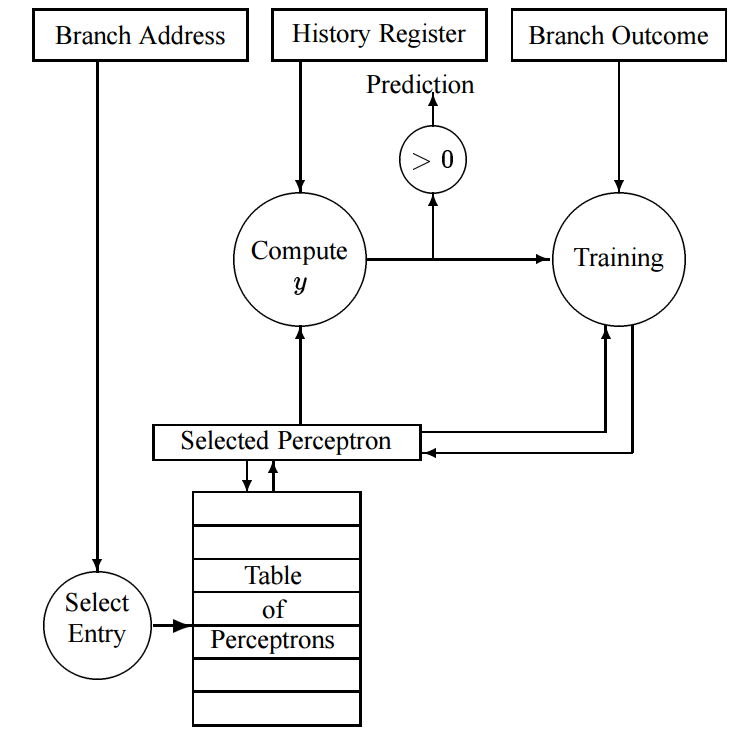 Branch Address
History Register
Branch Outcome
Prediction
> 0
Compute
y
Training
Selected Perceptron
Table
of
Perceptrons
Select
Entry